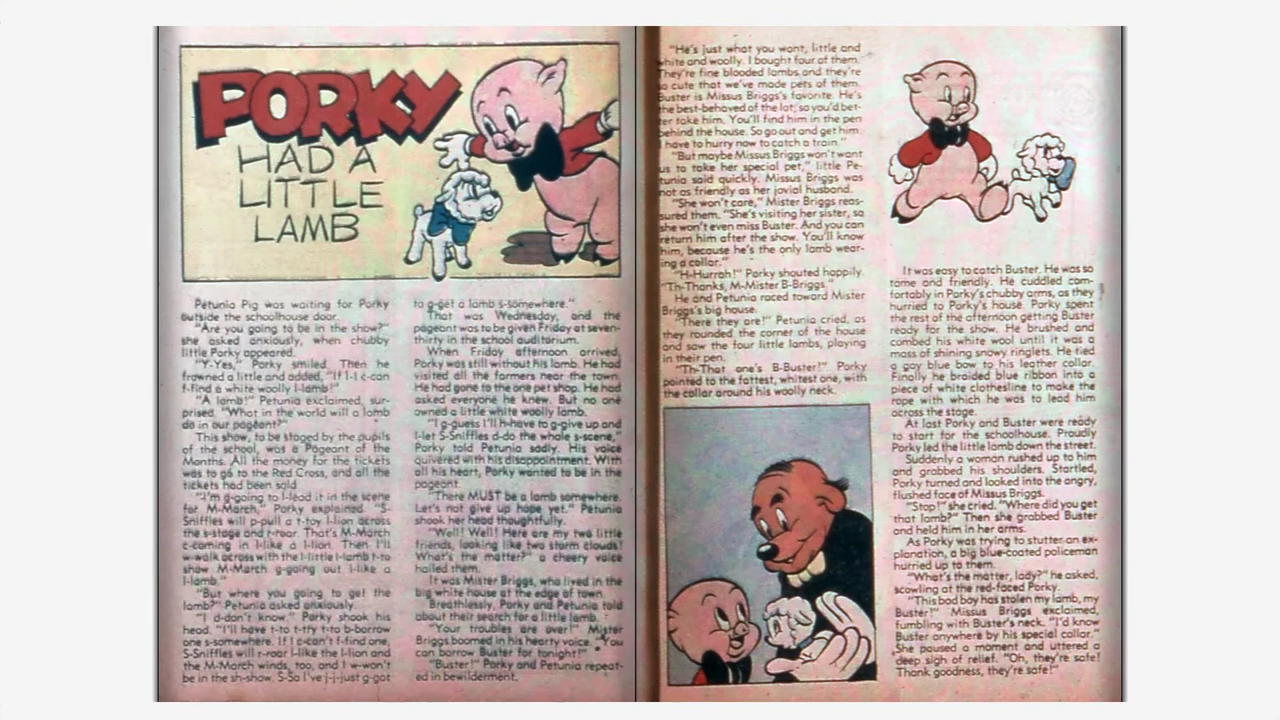 PORKY
HAD A
LITTLE
LAMB
Petunia Pig was waiting for Porky
outside the schoolhouse door.
"Are you going to be in the show?"
she asked anxiously, when chubby
little Porky appeared.
"Y-Yes," Porky smiled. Then he
frowned a little and added, "If I-I c-can
f-find a white woolly l-lamb!"
"A lamb!" Petunia exclaimed, sur-
prised. "What in the world will a lamb
do in our pageant?"
This show, to be staged by the pupils
of the school, was a Pageant of the
Months. All the money for the tickets
was to go to the Red Cross, and all the
tickets had been sold.
"I'm g-going to l-lead it in the scene
for M-March," Porky explained. "S-
Sniffles will p-pull a t-toy l-lion across
the s-stage and r-roar. That's M-March
c-coming in l-like a l-lion. Then I'll
w-walk across with the l-little l-lamb t-to
show M-March g-going out l-like a
l-lamb."
"But where you going to get the
lamb?" Petunia asked anxiously.
"I d-don't know." Porky shook his
head. "I'll have t-to t-try t-to b-borrow
one s-somewhere. If I c-can't f-find one,
S-Sniffles will r-roar l-like the l-lion and
the M-March winds, too, and I w-won't
be in the sh-show. S-So I've j-j-just g-got
to g-get a lamb s-somewhere."
That was Wednesday, and the
pageant was to be given Friday at seven-
thirty in the school auditorium.
When Friday afternoon arrived,
Porky was still without his lamb. He had
visited all the farmers near the town.
He had gone to the one pet shop. He had
asked everyone he knew. But no one
owned a little white woolly lamb.
"I g-guess I'll h-have to g-give up and
l-let S-Sniffles d-do the whole s-scene,"
Porky told Petunia sadly. His voice
quivered with his disappointment. With
all his heart, Porky wanted to be in the
pageant.
"There MUST be a lamb somewhere.
Let's not give up hope yet." Petunia
shook her head thoughtfully.
"Well! Well! Here are my two little
friends, looking like two storm clouds!
What's the matter?" a cheery voice
hailed them.
It was Mister Briggs, who lived in the
big white house at the edge of town.
Breathlessly, Porky and Petunia told
about their search for a little lamb.
"Your troubles are over!" Mister
Briggs boomed in his hearty voice. "You
can borrow Buster for tonight!"
"Buster!" Porky and Petunia repeat-
ed in bewilderment.
"He's just what you want, little and
white and woolly. I bought four of them.
They're fine blooded lambs and they're
so cute that we've made pets of them.
Buster is Missus Briggs's favorite. He's
the best-behaved of the lot, so you'd bet-
ter take him. You'll find him in the pen
behind the house. So go out and get him.
I have to hurry now to catch a train."
"But maybe Missus Briggs won't want
us to take her special pet," little Pe-
tunia said quickly. Missus Briggs was
not as friendly as her jovial husband.
"She won't care," Mister Briggs reas-
sured them. "She's visiting her sister, so
she won't even miss Buster. And you can
return him after the show. You'll know
him, because he's the only lamb wear-
ing a collar."
"H-Hurrah!" Porky shouted happily.
"Th-Thanks, M-Mister B-Briggs."
He and Petunia raced toward Mister
Briggs's big house.
"There they are!" Petunia cried, as
they rounded the corner of the house
and saw the four little lambs, playing
in their pen.
"Th-That one's B-Buster!" Porky
pointed to the fattest, whitest one, with
the collar around his woolly neck.
It was easy to catch Buster. He was so
tame and friendly. He cuddled com-
fortably in Porky's chubby arms, as they
hurried to Porky's house. Porky spent
the rest of the afternoon getting Buster
ready for the show. He brushed and
combed his white wool until it was a
mass of shining snowy ringlets. He tied
a gay blue bow to his leather collar.
Finally he braided blue ribbon into a
piece of white clothesline to make the
rope with which he was to lead him
across the stage.
At last Porky and Buster were ready
to start for the schoolhouse. Proudly
Porky led the little lamb down the street.
Suddenly a woman rushed up to him
and grabbed his shoulders. Startled,
Porky turned and looked into the angry,
flushed face of Missus Briggs.
"Stop!" she cried. "Where did you get
that lamb?" Then she grabbed Buster
and held him in her arms.
As Porky was trying to stutter an ex-
planation, a big blue-coated policeman
hurried up to them.
"What's the matter, lady?" he asked,
scowling at the red-faced Porky.
"This bad boy has stolen my lamb, my
Buster!" Missus Briggs exclaimed,
fumbling with Buster's neck. "I'd know
Buster anywhere by his special collar."
She paused a moment and uttered a
deep sigh of relief. "Oh, they're safe!
Thank goodness, they're safe!"